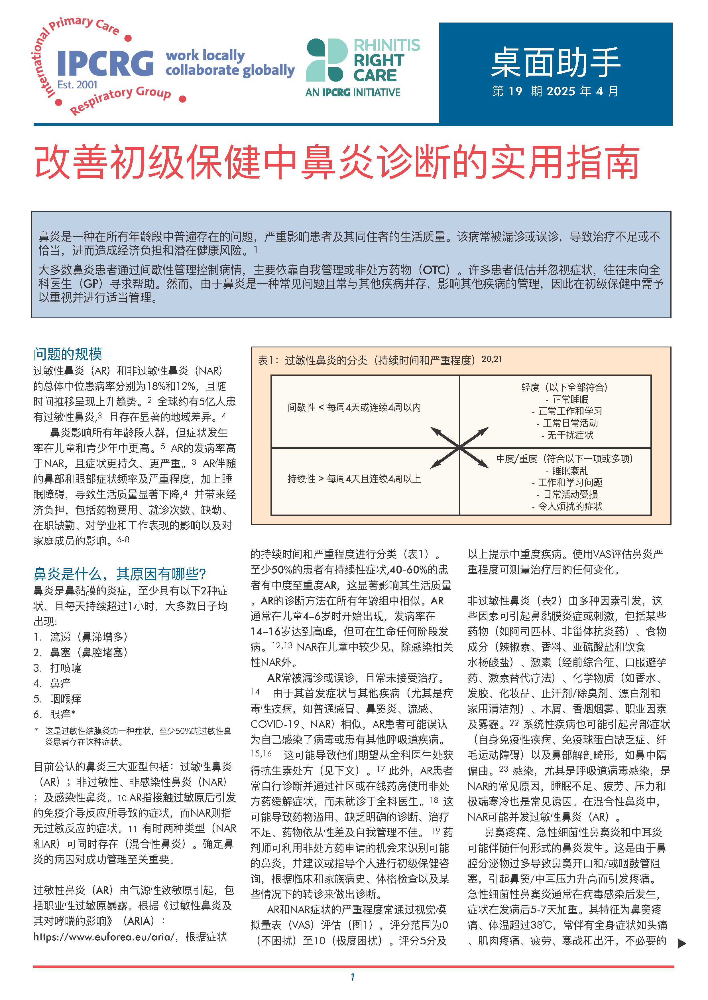 International Primary Care
IPCRG
Est. 2001
Respiratory Group
work locally
collaborate globally
RHINITIS
RIGHT
CARE
AN IPCRG INITIATIVE
桌面助手
第 19 期 2025 年 4 月
改善初级保健中鼻炎诊断的实用指南
鼻炎是一种在所有年龄段中普遍存在的问题，严重影响患者及其同住者的生活质量。该病常被漏诊或误诊，导致治疗不足或不
恰当，进而造成经济负担和潜在健康风险。1
大多数鼻炎患者通过间歇性管理控制病情，主要依靠自我管理或非处方药物（OTC）。许多患者低估并忽视症状，往往未向全
科医生（GP）寻求帮助。然而，由于鼻炎是一种常见问题且常与其他疾病并存，影响其他疾病的管理，因此在初级保健中需予
以重视并进行适当管理。
问题的规模
过敏性鼻炎（AR）和非过敏性鼻炎（NAR）
的总体中位患病率分别为18%和12%，且随
时间推移呈现上升趋势。2 全球约有5亿人患
有过敏性鼻炎,3 且存在显著的地域差异。4
鼻炎影响所有年龄段人群，但症状发生
率在儿童和青少年中更高。5 AR的发病率高
于NAR，且症状更持久、更严重。3 AR伴随
的鼻部和眼部症状频率及严重程度，加上睡
眠障碍，导致生活质量显著下降,4 并带来经
济负担，包括药物费用、就诊次数、缺勤、
在职缺勤、对学业和工作表现的影响以及对
家庭成员的影响。6-8
鼻炎是什么，其原因有哪些？
鼻炎是鼻黏膜的炎症，至少具有以下2种症
状，且每天持续超过1小时，大多数日子均
出现:
1. 流涕（鼻涕增多）
2. 鼻塞（鼻腔堵塞）
3. 打喷嚏
4. 鼻痒
5. 咽喉痒
6. 眼痒*
* 这是过敏性结膜炎的一种症状，至少50%的过敏性鼻
炎患者存在这种症状。
目前公认的鼻炎三大亚型包括：过敏性鼻炎
（AR）；非过敏性、非感染性鼻炎（NAR）
；及感染性鼻炎。10 AR指接触过敏原后引发
的免疫介导反应所导致的症状，而NAR则指
无过敏反应的症状。11 有时两种类型（NAR
和AR）可同时存在（混合性鼻炎）。确定鼻
炎的病因对成功管理至关重要。
过敏性鼻炎（AR）由气源性致敏原引起，包
括职业性过敏原暴露。根据《过敏性鼻炎及
其对哮喘的影响》（ARIA）：
https://www.euforea.eu/aria/，根据症状
表1：过敏性鼻炎的分类（持续时间和严重程度）20,21
间歇性 < 每周4天或连续4周以内
轻度（以下全部符合）
- 正常睡眠
- 正常工作和学习
- 正常日常活动
- 无干扰症状
持续性 > 每周4天且连续4周以上
中度/重度（符合以下一项或多项）
- 睡眠紊乱
- 工作和学习问题
- 日常活动受损
- 令人烦扰的症状
的持续时间和严重程度进行分类（表1）。
至少50%的患者有持续性症状,40-60%的患
者有中度至重度AR，这显著影响其生活质量
。AR的诊断方法在所有年龄组中相似。AR
通常在儿童4–6岁时开始出现，发病率在
14–16岁达到高峰，但可在生命任何阶段发
病。12,13 NAR在儿童中较少见，除感染相关
性NAR外。
AR常被漏诊或误诊，且常未接受治疗。
14 由于其首发症状与其他疾病（尤其是病
毒性疾病，如普通感冒、鼻窦炎、流感、
COVID-19、NAR）相似，AR患者可能误认
为自己感染了病毒或患有其他呼吸道疾病。
15,16 这可能导致他们期望从全科医生处获
得抗生素处方（见下文）。17 此外，AR患者
常自行诊断并通过社区或在线药房使用非处
方药缓解症状，而未就诊于全科医生。18 这
可能导致药物滥用、缺乏明确的诊断、治疗
不足、药物依从性差及自我管理不佳。 19 药
剂师可利用非处方药申请的机会来识别可能
的鼻炎，并建议或指导个人进行初级保健咨
询，根据临床和家族病史、体格检查以及某
些情况下的转诊来做出诊断。
AR和NAR症状的严重程度常通过视觉模
拟量表（VAS）评估（图1），评分范围为0
（不困扰）至10（极度困扰）。评分5分及
以上提示中重度疾病。使用VAS评估鼻炎严
重程度可测量治疗后的任何变化。
非过敏性鼻炎（表2）由多种因素引发，这
些因素可引起鼻黏膜炎症或刺激，包括某些
药物（如阿司匹林、非甾体抗炎药）、食物
成分（辣椒素、香料、亚硫酸盐和饮食
水杨酸盐）、激素（经前综合征、口服避孕
药、激素替代疗法）、化学物质（如香水、
发胶、化妆品、止汗剂/除臭剂、漂白剂和
家用清洁剂）、木屑、香烟烟雾、职业因素
及雾霾。22 系统性疾病也可能引起鼻部症状
（自身免疫性疾病、免疫球蛋白缺乏症、纤
毛运动障碍）以及鼻部解剖畸形，如鼻中隔
偏曲。23 感染，尤其是呼吸道病毒感染，是
NAR的常见原因，睡眠不足、疲劳、压力和
极端寒冷也是常见诱因。在混合性鼻炎中，
NAR可能并发过敏性鼻炎（AR）。
鼻窦疼痛、急性细菌性鼻窦炎和中耳炎
可能伴随任何形式的鼻炎发生。这是由于鼻
腔分泌物过多导致鼻窦开口和/或咽鼓管阻
塞，引起鼻窦/中耳压力升高而引发疼痛。
急性细菌性鼻窦炎通常在病毒感染后发生，
症状在发病后5-7天加重。其特征为鼻窦疼
痛、体温超过38℃，常伴有全身症状如头痛
、肌肉疼痛、疲劳、寒战和出汗。不必要的
1